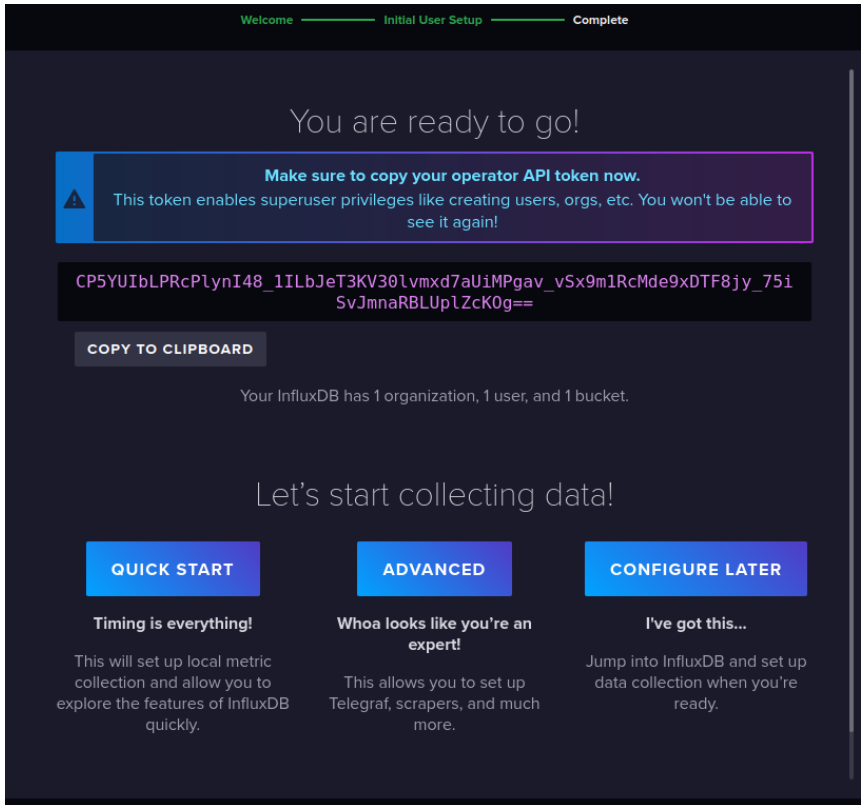 Welcome Initial User Setup Complete
You are ready to go!
Make sure to copy your operator API token now.
This token enables superuser privileges like creating users, orgs, etc. You won't be able to
see it again!
CP5YUIbLPRcPlynI48_1ILbJeT3KV30lvmxd7aUiMPgav_vSx9m1RcMde9xDTF8jy_75i
SvJmnaRBLUplZcKOg==
COPY TO CLIPBOARD
Your InfluxDB has 1 organization, 1 user, and 1 bucket.
Let's start collecting data!
QUICK START
Timing is everything!
This will set up local metric
collection and allow you to
explore the features of InfluxDB
quickly.
ADVANCED
Whoa looks like you're an
expert!
This allows you to set up
Telegraf, scrapers, and much
more.
CONFIGURE LATER
I've got this...
Jump into InfluxDB and set up
data collection when you're
ready.